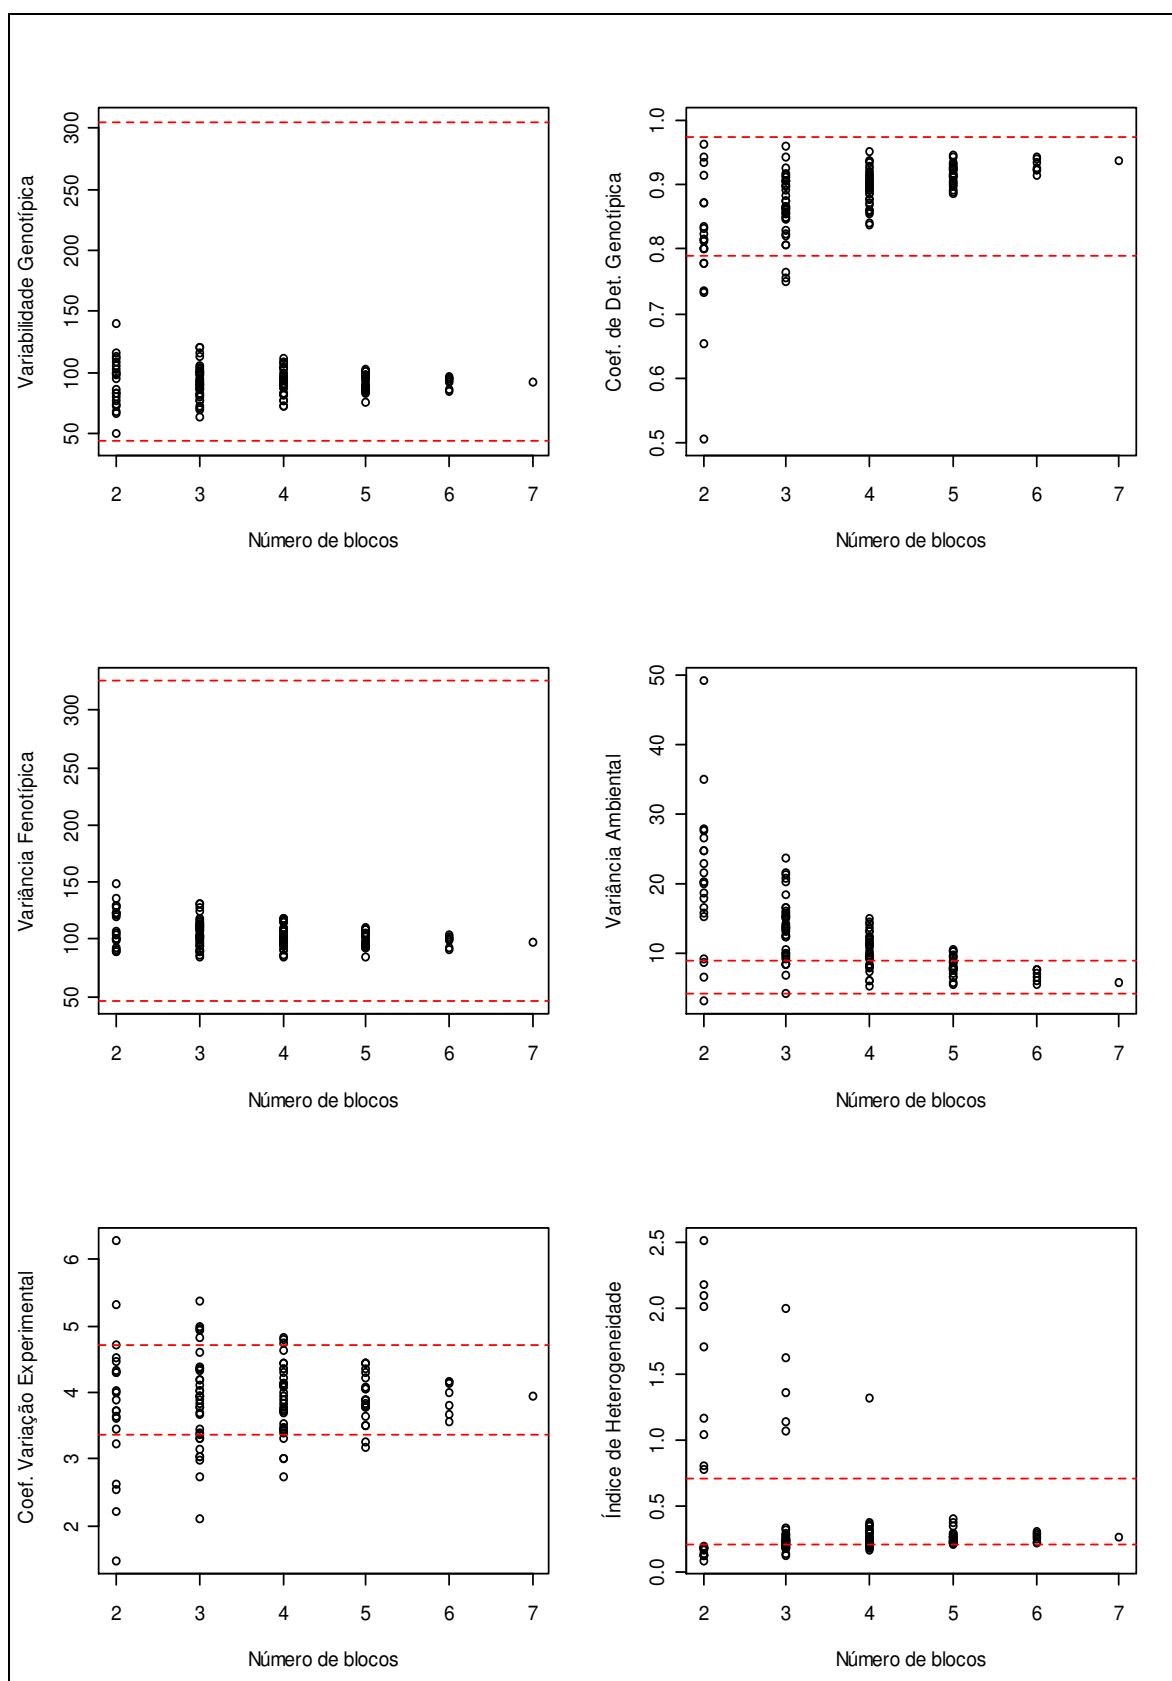 Variabilidade Genotípica
300
250
200
150
100
50
2 3 4 5 6 7
Número de blocos
Coef. de Det. Genotípica
1.0
0.9
0.8
0.7
0.6
0.5
2 3 4 5 6 7
Número de blocos
Variância Fenotípica
300
250
200
150
100
50
2 3 4 5 6 7
Número de blocos
Variância Ambiental
50
40
30
20
10
2 3 4 5 6 7
Número de blocos
Coef. Variação Experimental
6
5
4
3
2
2 3 4 5 6 7
Número de blocos
Índice de Heterogeneidade
2.5
2.0
1.5
1.0
0.5
0.0
2 3 4 5 6 7
Número de blocos